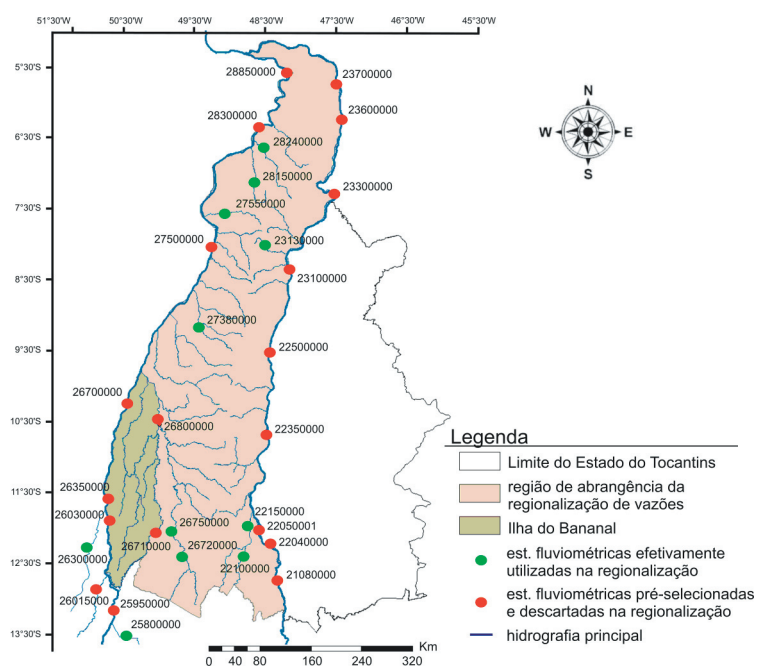 51°30'W 50°30'W 49°30'W 48°30'W 47°30'W 46°30'W 45°30'W
5°30'S
6°30'S
7°30'S
8°30'S
9°30'S
10°30'S
11°30'S
12°30'S
13°30'S
28850000
23700000
23600000
28300000
28240000
28150000
23300000
27550000
27500000
23130000
23100000
27380000
22500000
26700000
26800000
22350000
26350000
26030000
26750000
22150000
22050001
26710000
26720000
22040000
26300000
22100000
21080000
26015000
25950000
25800000
N
W E
S
Legenda
Limite do Estado do Tocantins
região de abrangência da
regionalização de vazões
Ilha do Bananal
est. fluviométricas efetivamente
utilizadas na regionalização
est. fluviométricas pré-selecionadas
e descartadas na regionalização
hidrografia principal
Km
0 40 80 160 240 320